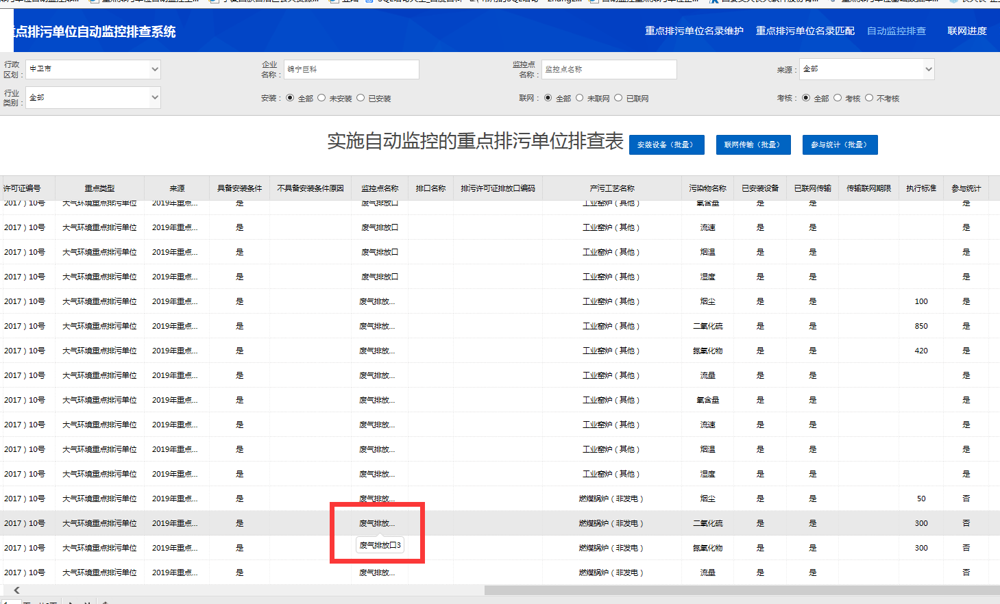 重点排污单位自动监控排查系统
重点排污单位名录维护 重点排污单位名录匹配 自动监控排查 联网进度
行政区划： 中卫市 企业名称： 锦宁巨科 监控点名称： 监控点名称 来源： 全部
行业类别： 全部 安装： 全部 未安装 已安装 联网： 全部 未联网 已联网 考核： 全部 考核 不考核
实施自动监控的重点排污单位排查表 安装设备（批量） 联网传输（批量） 参与统计（批量）
许可证编号 重点类型 来源 具备安装条件 不具备安装条件原因 监控点名称 排口名称 排污许可证排放口编码 产污工艺名称 污染物名称 已安装设备 已联网传输 传输联网期限 执行标准 参与统计
2017）10号 大气环境重点排污单位 2019年重点... 是 废气排放口 工业窑炉（其他） 氧含量 是 是 是
2017）10号 大气环境重点排污单位 2019年重点... 是 废气排放口 工业窑炉（其他） 流速 是 是 是
2017）10号 大气环境重点排污单位 2019年重点... 是 废气排放口 工业窑炉（其他） 烟温 是 是 是
2017）10号 大气环境重点排污单位 2019年重点... 是 废气排放口 工业窑炉（其他） 湿度 是 是 是
2017）10号 大气环境重点排污单位 2019年重点... 是 废气排放... 工业窑炉（其他） 烟尘 是 是 100 是
2017）10号 大气环境重点排污单位 2019年重点... 是 废气排放... 工业窑炉（其他） 二氧化硫 是 是 850 是
2017）10号 大气环境重点排污单位 2019年重点... 是 废气排放... 工业窑炉（其他） 氮氧化物 是 是 420 是
2017）10号 大气环境重点排污单位 2019年重点... 是 废气排放... 工业窑炉（其他） 流量 是 是 是
2017）10号 大气环境重点排污单位 2019年重点... 是 废气排放... 工业窑炉（其他） 氧含量 是 是 是
2017）10号 大气环境重点排污单位 2019年重点... 是 废气排放... 工业窑炉（其他） 流速 是 是 是
2017）10号 大气环境重点排污单位 2019年重点... 是 废气排放... 工业窑炉（其他） 烟温 是 是 是
2017）10号 大气环境重点排污单位 2019年重点... 是 废气排放... 工业窑炉（其他） 湿度 是 是 是
2017）10号 大气环境重点排污单位 2019年重点... 是 废气排放... 燃煤锅炉（非发电） 烟尘 是 是 50 否
2017）10号 大气环境重点排污单位 2019年重点... 是 废气排放... 燃煤锅炉（非发电） 二氧化硫 是 是 300 否
废气排放口3
2017）10号 大气环境重点排污单位 2019年重点... 是 燃煤锅炉（非发电） 氮氧化物 是 是 300 否
2017）10号 大气环境重点排污单位 2019年重点... 是 废气排放... 燃煤锅炉（非发电） 流量 是 是 否